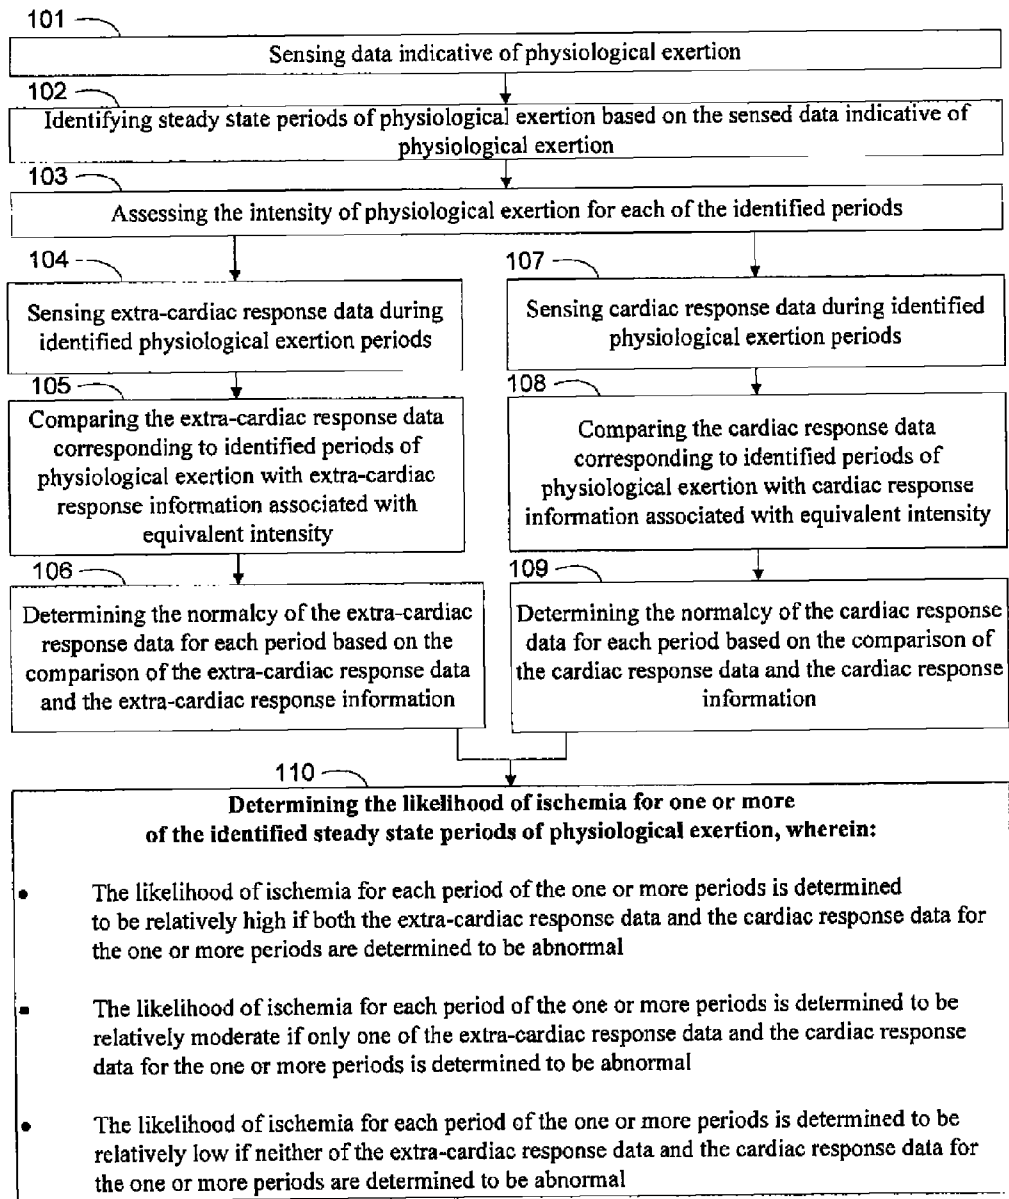 101
Sensing data indicative of physiological exertion
102
Identifying steady state periods of physiological exertion based on the sensed data indicative of
physiological exertion
103
Assessing the intensity of physiological exertion for each of the identified periods
104
Sensing extra-cardiac response data during
identified physiological exertion periods
105
Comparing the extra-cardiac response data
corresponding to identified periods of
physiological exertion with extra-cardiac
response information associated with
equivalent intensity
106
Determining the normalcy of the extra-cardiac
response data for each period based on the
comparison of the extra-cardiac response data
and the extra-cardiac response information
107
Sensing cardiac response data during identified
physiological exertion periods
108
Comparing the cardiac response data
corresponding to identified periods of
physiological exertion with cardiac response
information associated with equivalent intensity
109
Determining the normalcy of the cardiac response
data for each period based on the comparison of
the cardiac response data and the cardiac response
information
110
Determining the likelihood of ischemia for one or more
of the identified steady state periods of physiological exertion, wherein:
• The likelihood of ischemia for each period of the one or more periods is determined
to be relatively high if both the extra-cardiac response data and the cardiac response data for
the one or more periods are determined to be abnormal
▪ The likelihood of ischemia for each period of the one or more periods is determined to be
relatively moderate if only one of the extra-cardiac response data and the cardiac response
data for the one or more periods is determined to be abnormal
• The likelihood of ischemia for each period of the one or more periods is determined to be
relatively low if neither of the extra-cardiac response data and the cardiac response data for
the one or more periods are determined to be abnormal